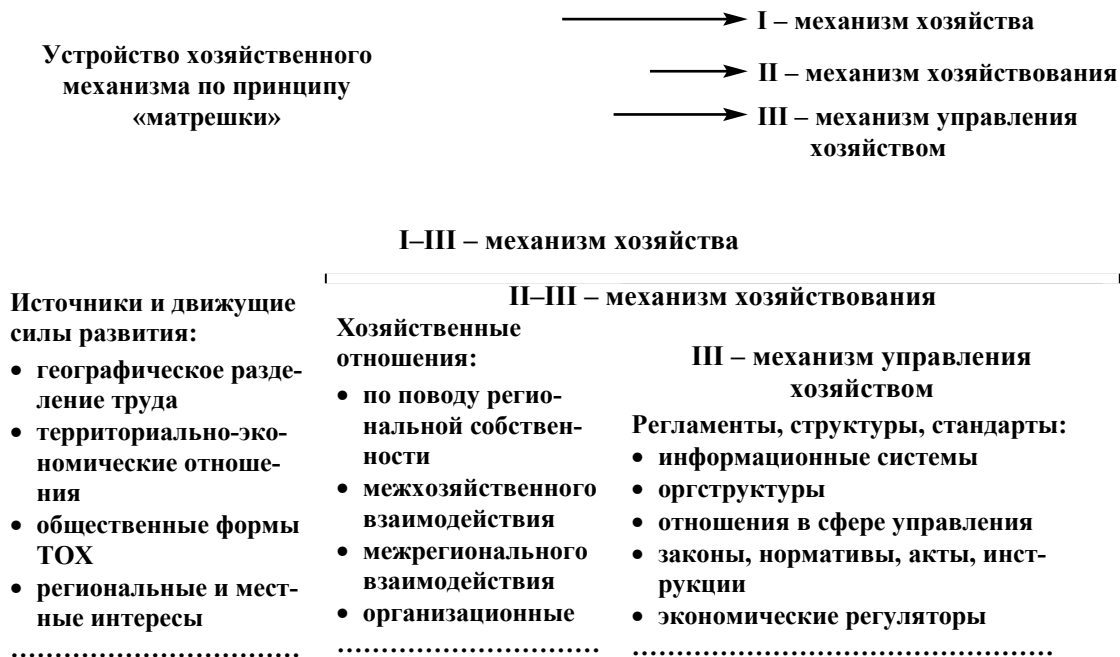 Устройство хозяйственного
механизма по принципу
«матрешки»
I – механизм хозяйства
II – механизм хозяйствования
III – механизм управления
хозяйством
I–III – механизм хозяйства
II–III – механизм хозяйствования
Источники и движущие
силы развития:
• географическое разде-
ление труда
• территориально-эко-
номические отноше-
ния
• общественные формы
ТОХ
• региональные и мест-
ные интересы
……………………………
Хозяйственные
отношения:
• по поводу регио-
нальной собствен-
ности
• межхозяйственного
взаимодействия
• межрегионального
взаимодействия
• организационные
…………………………
III – механизм управления
хозяйством
Регламенты, структуры, стандарты:
• информационные системы
• оргструктуры
• отношения в сфере управления
• законы, нормативы, акты, инст-
рукции
• экономические регуляторы
……………………………………………